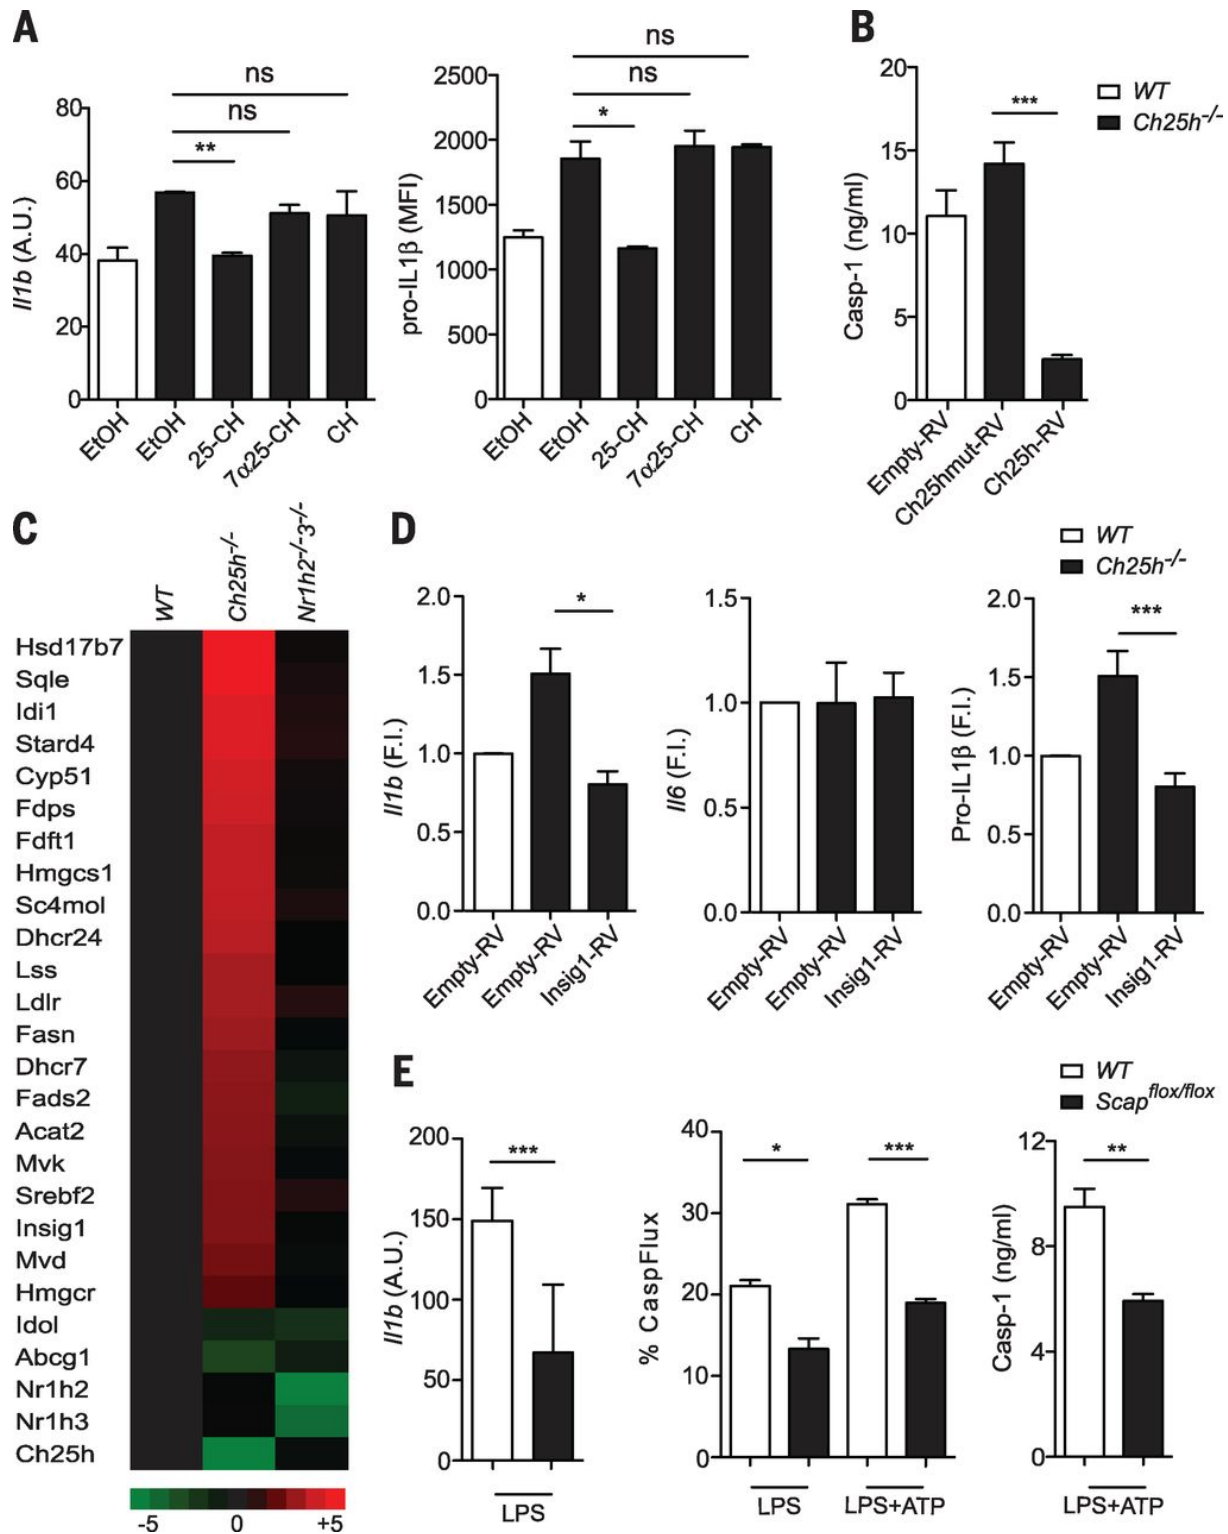 A
ns
ns
**
80
60
40
20
0
Il1b (A.U.)
EtOH
EtOH
25-CH
7α25-CH
CH
ns
ns
*
2500
2000
1500
1000
500
0
pro-IL1β (MFI)
EtOH
EtOH
25-CH
7α25-CH
CH
B
20
15
10
5
0
Casp-1 (ng/ml)
***
WT
Ch25h-/-
Empty-RV
Ch25hmut-RV
Ch25h-RV
C
WT
Ch25h-/-
Nr1h2-/-3-/-
Hsd17b7
Sqle
Idi1
Stard4
Cyp51
Fdps
Fdft1
Hmgcs1
Sc4mol
Dhcr24
Lss
Ldlr
Fasn
Dhcr7
Fads2
Acat2
Mvk
Srebf2
Insig1
Mvd
Hmgcr
Idol
Abcg1
Nr1h2
Nr1h3
Ch25h
-5 0 +5
D
WT
Ch25h-/-
2.0
1.5
1.0
0.5
0.0
Il1b (F.I.)
*
Empty-RV
Empty-RV
Insig1-RV
1.5
1.0
0.5
0.0
Il6 (F.I.)
Empty-RV
Empty-RV
Insig1-RV
2.0
1.5
1.0
0.5
0.0
Pro-IL1β (F.I.)
***
Empty-RV
Empty-RV
Insig1-RV
E
WT
Scapflox/flox
200
150
100
50
0
Il1b (A.U.)
***
LPS
40
30
20
10
0
% CaspFlux
*
***
LPS
LPS+ATP
12
8
4
0
Casp-1 (ng/ml)
**
LPS+ATP